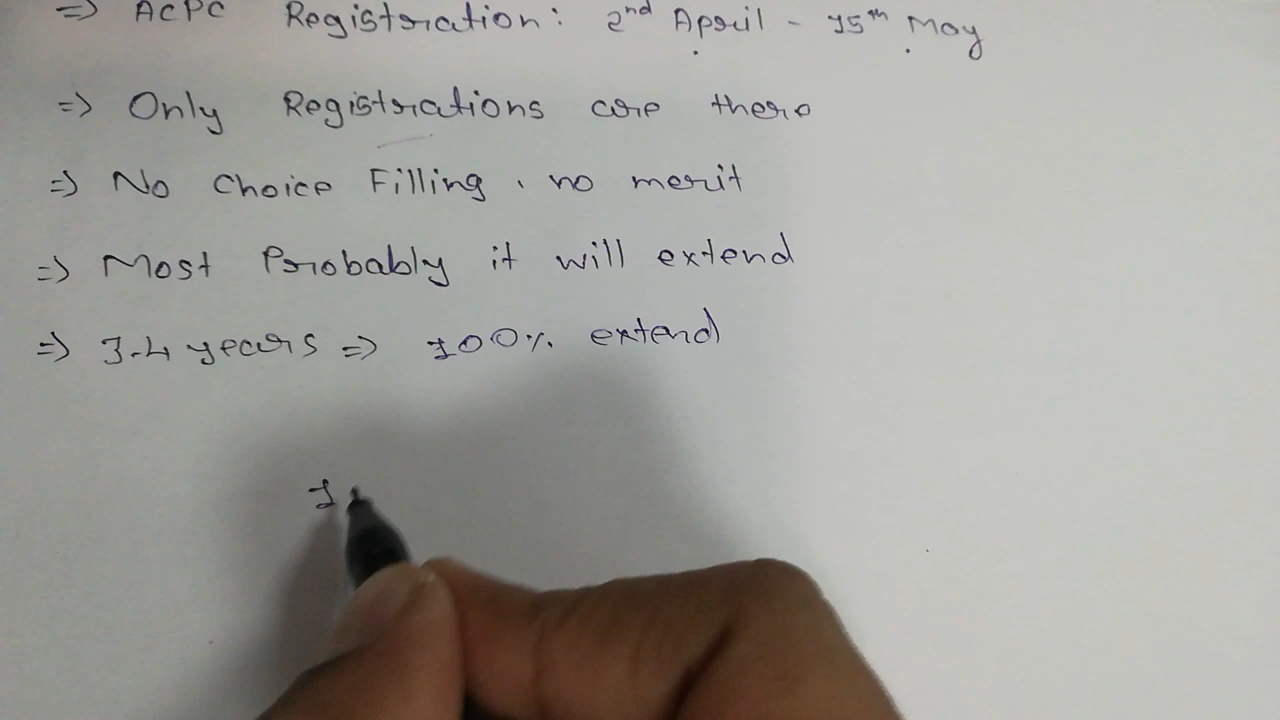 => ACPC Registration: 2nd April - 15th May
=> Only Registrations are there
=> No Choice Filling, no merit
=> Most Probably it will extend
=> 3-4 years => 100% extend
1